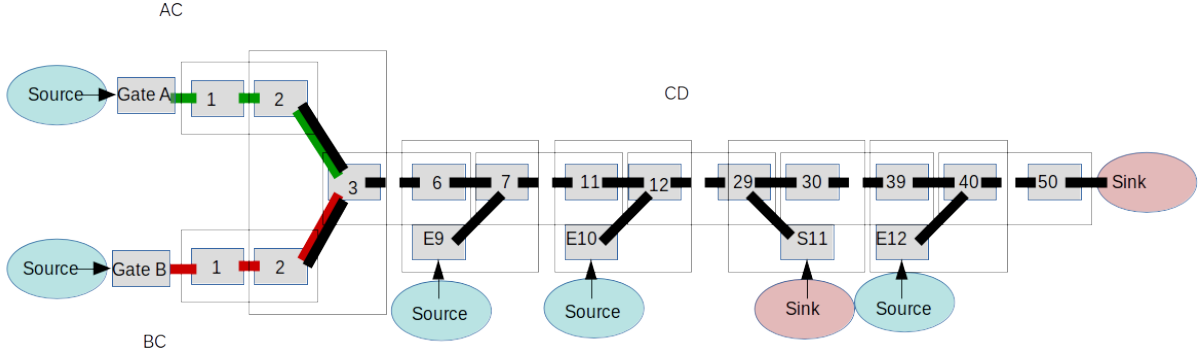 AC
Source
Gate A
1
2
CD
3
6
7
11
12
29
30
39
40
50
Sink
E9
E10
S11
E12
Source
Gate B
1
2
Source
Source
Sink
Source
BC